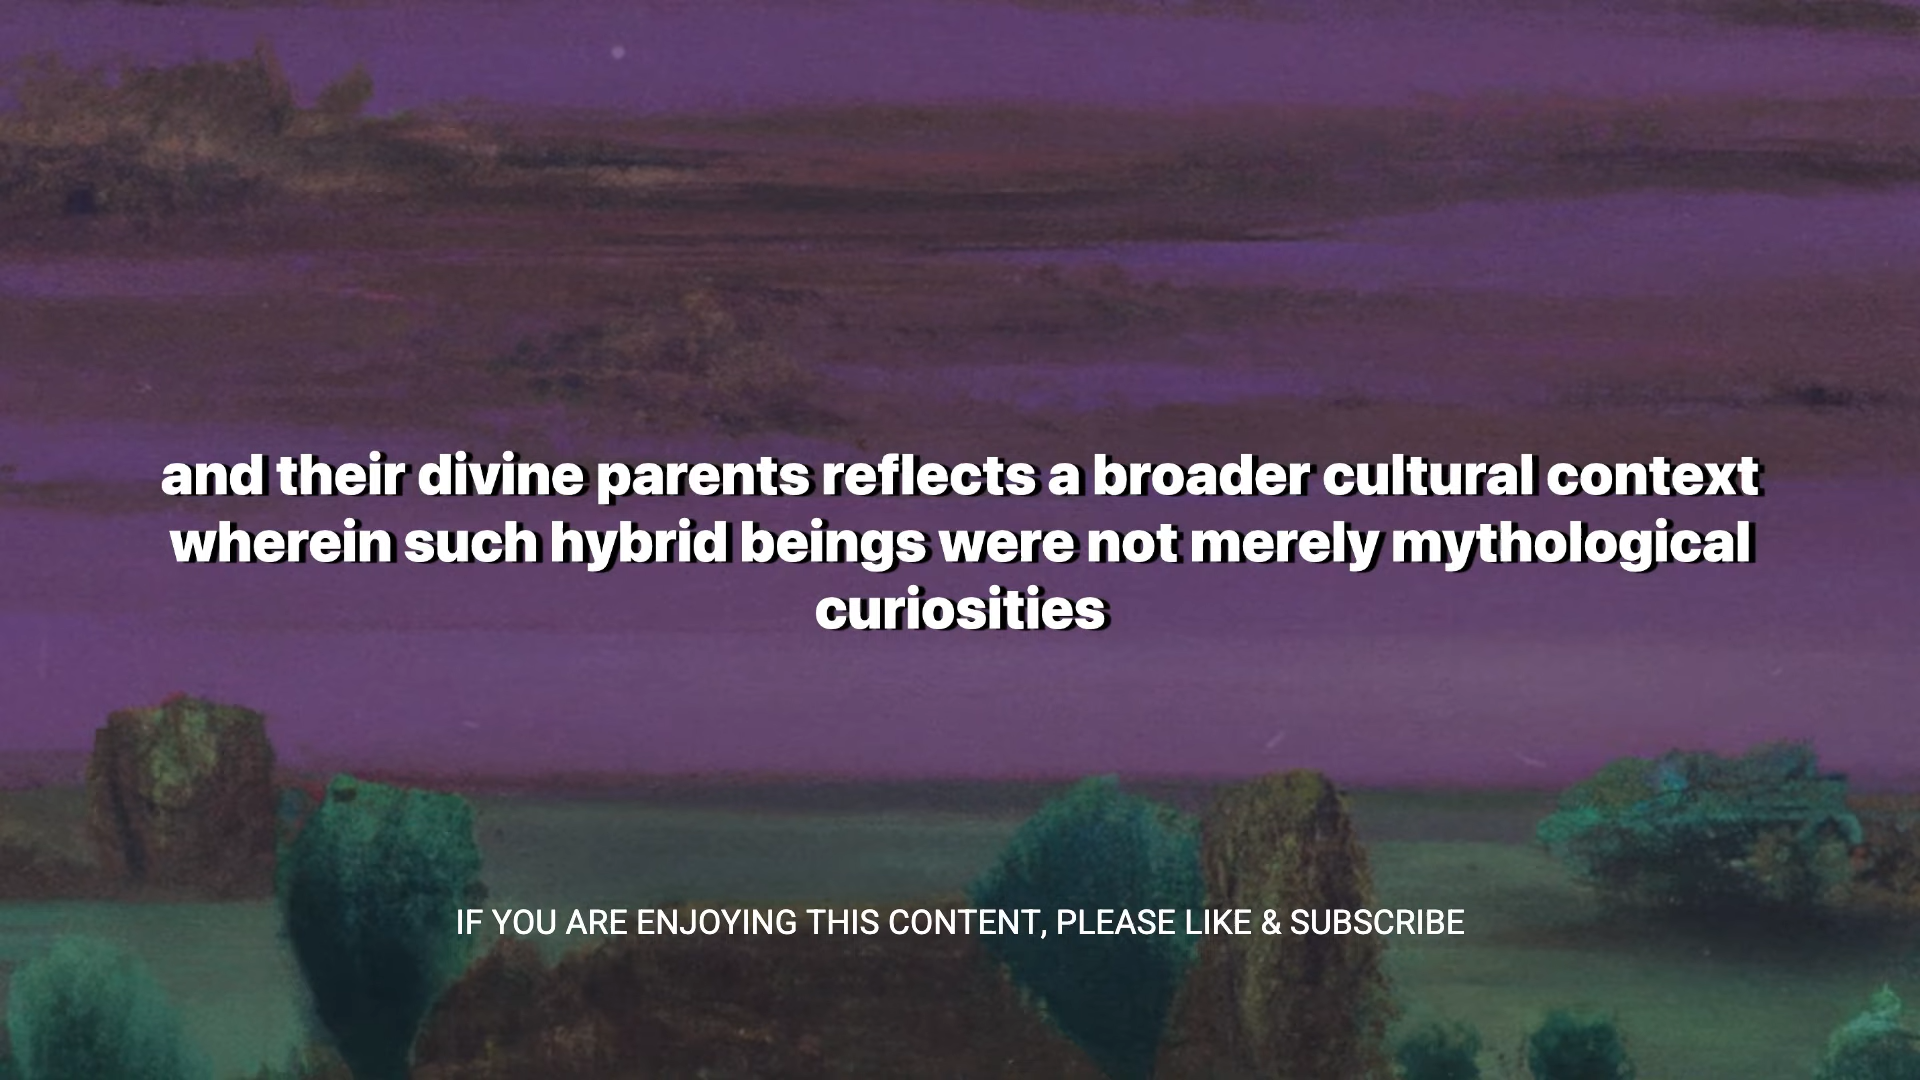 and their divine parents reflects a broader cultural context
wherein such hybrid beings were not merely mythological
curiosities
IF YOU ARE ENJOYING THIS CONTENT, PLEASE LIKE & SUBSCRIBE